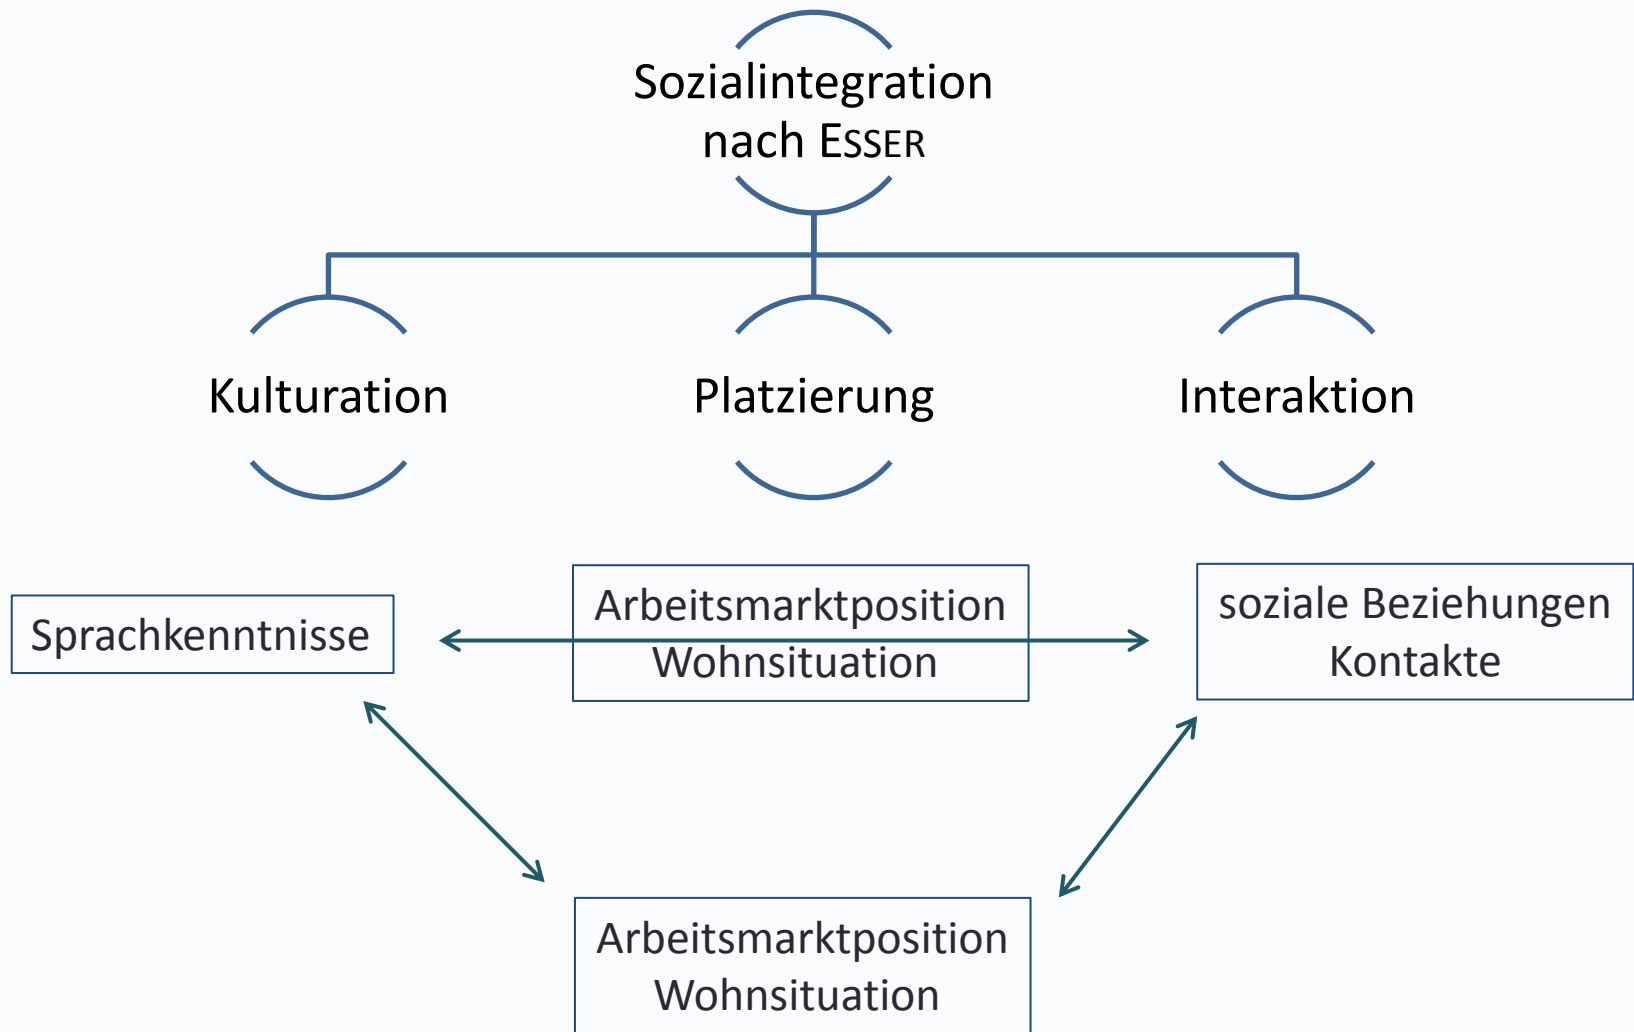 Sozialintegration
nach ESSER
Kulturation
Platzierung
Interaktion
Sprachkenntnisse
Arbeitsmarktposition
Wohnsituation
soziale Beziehungen
Kontakte
Arbeitsmarktposition
Wohnsituation